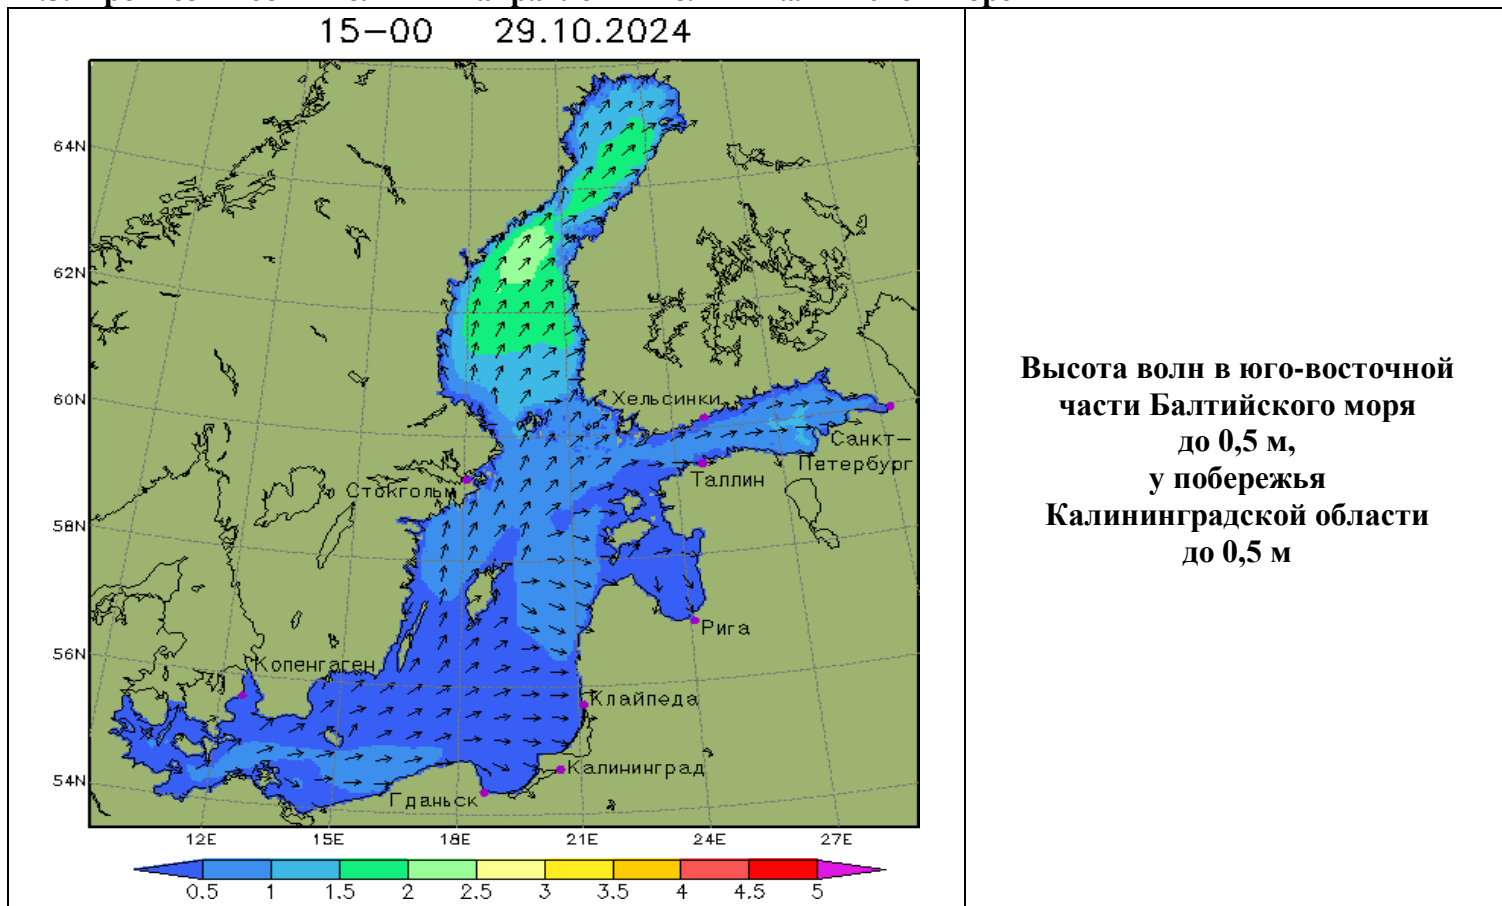 15-00 29.10.2024
64N
62N
60N
58N
56N
54N
Хельсинки
Санкт-
Петербург
Таллин
Стокгольм
Рига
Копенгаген
Клайпеда
Калининград
Гданьск
12E 15E 18E 21E 24E 27E
0.5 1 1.5 2 2.5 3 3.5 4 4.5 5
Высота волн в юго-восточной
части Балтийского моря
до 0,5 м,
у побережья
Калининградской области
до 0,5 м